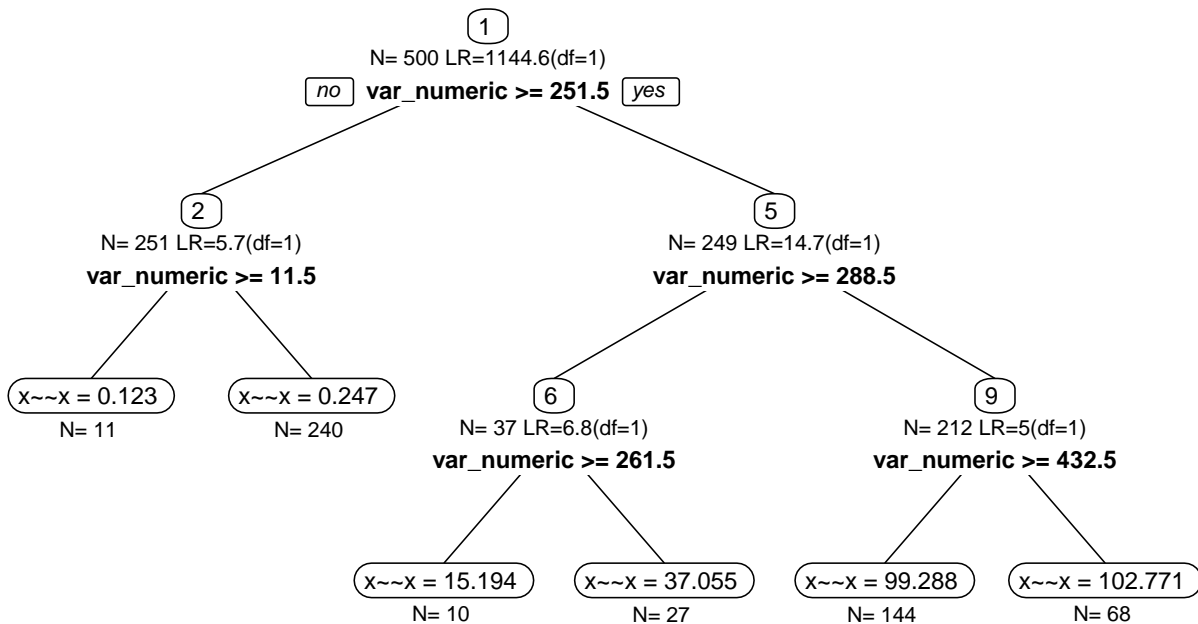 1
N= 500 LR=1144.6(df=1)
no var_numeric >= 251.5 yes
2 5
N= 251 LR=5.7(df=1) N= 249 LR=14.7(df=1)
var_numeric >= 11.5 var_numeric >= 288.5
x~~x = 0.123 x~~x = 0.247 6 9
N= 11 N= 240 N= 37 LR=6.8(df=1) N= 212 LR=5(df=1)
var_numeric >= 261.5 var_numeric >= 432.5
x~~x = 15.194 x~~x = 37.055 x~~x = 99.288 x~~x = 102.771
N= 10 N= 27 N= 144 N= 68